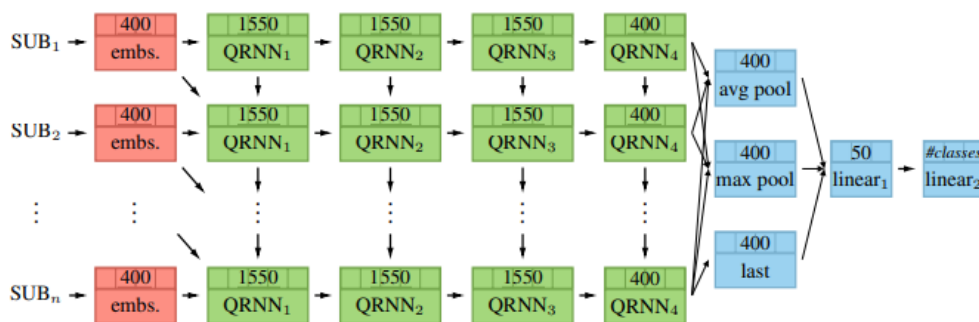 400 1550 1550 1550 400
SUB₁ embs. QRNN₁ QRNN₂ QRNN₃ QRNN₄
400
avg pool
400 1550 1550 1550 400
SUB₂ embs. QRNN₁ QRNN₂ QRNN₃ QRNN₄
400 50 #classes
max pool linear₁ linear₂
⋮ ⋮ ⋮ ⋮ ⋮ ⋮
400
last
400 1550 1550 1550 400
SUBₙ embs. QRNN₁ QRNN₂ QRNN₃ QRNN₄